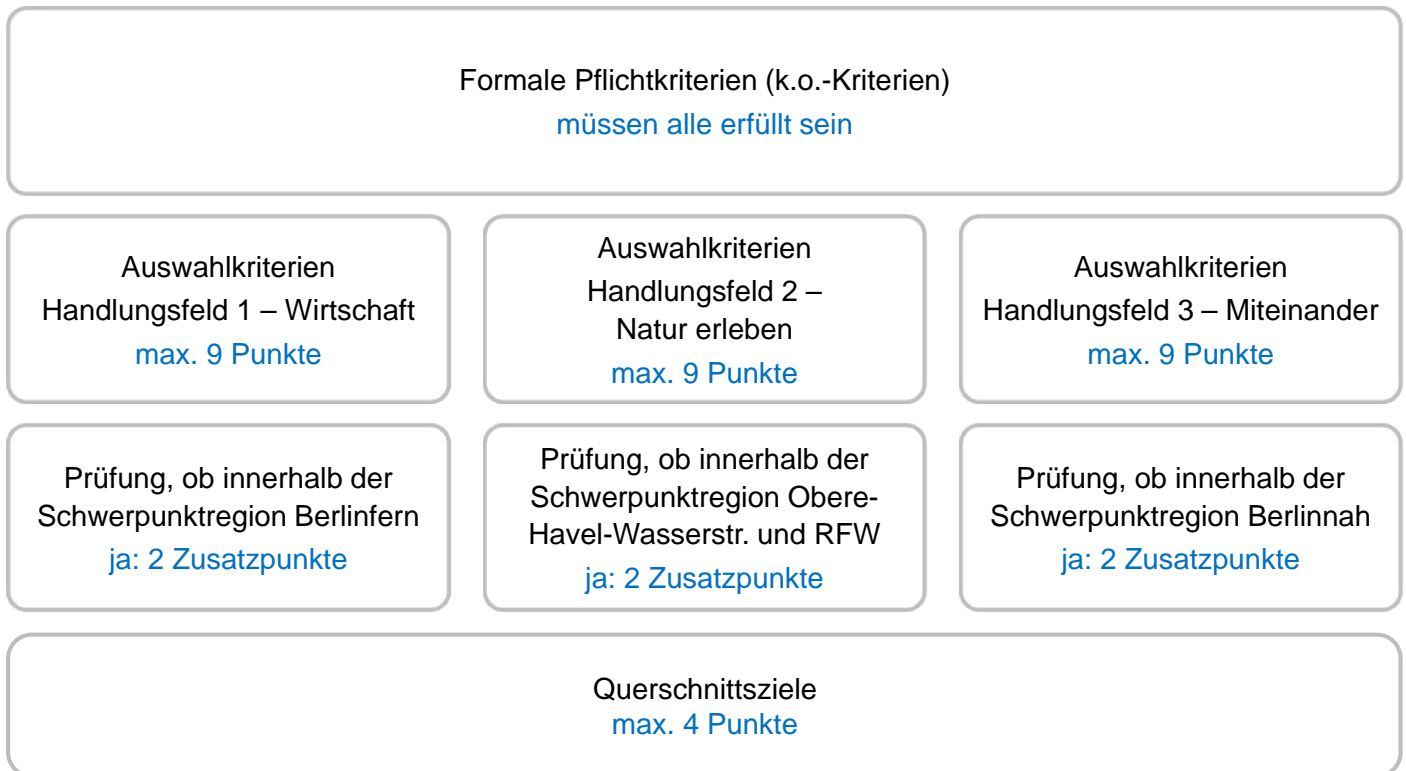 Formale Pflichtkriterien (k.o.-Kriterien)
müssen alle erfüllt sein
Auswahlkriterien
Handlungsfeld 1 – Wirtschaft
max. 9 Punkte
Auswahlkriterien
Handlungsfeld 2 –
Natur erleben
max. 9 Punkte
Auswahlkriterien
Handlungsfeld 3 – Miteinander
max. 9 Punkte
Prüfung, ob innerhalb der
Schwerpunktregion Berlinfern
ja: 2 Zusatzpunkte
Prüfung, ob innerhalb der
Schwerpunktregion Obere-
Havel-Wasserstr. und RFW
ja: 2 Zusatzpunkte
Prüfung, ob innerhalb der
Schwerpunktregion Berlinnah
ja: 2 Zusatzpunkte
Querschnittsziele
max. 4 Punkte